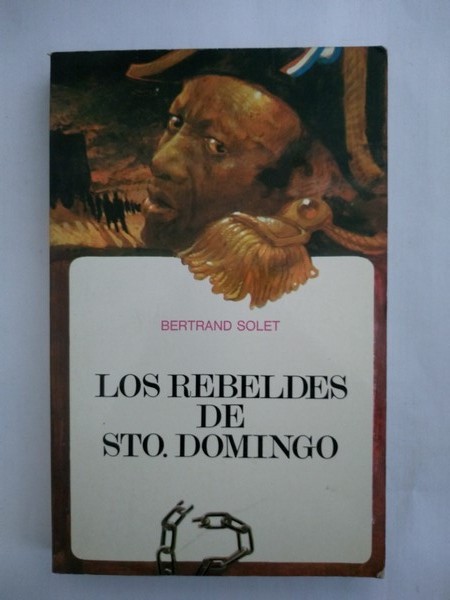 BERTRAND SOLET
LOS REBELDES
DE
STO. DOMINGO